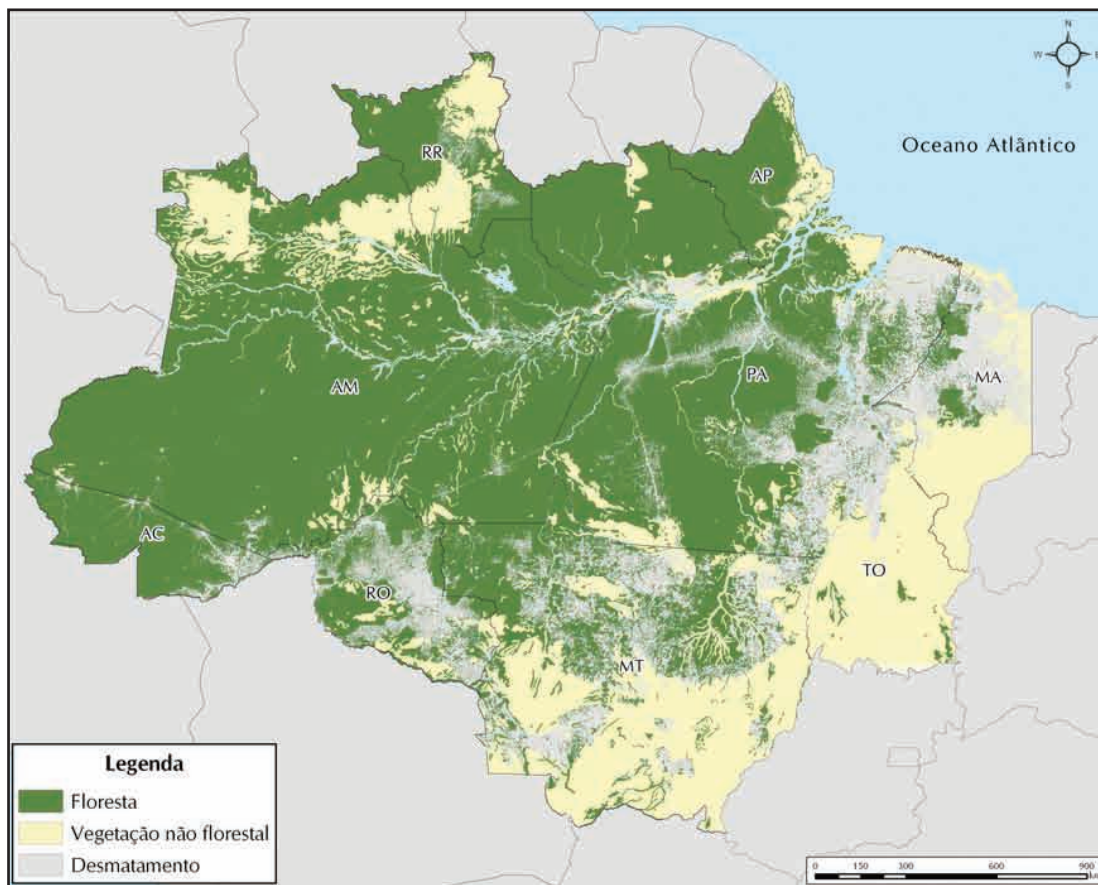 N
W
E
S
Oceano Atlântico
RR
AP
AM
PA
MA
AC
RO
TO
MT
Legenda
Floresta
Vegetação não florestal
Desmatamento
0 150 300 600 900